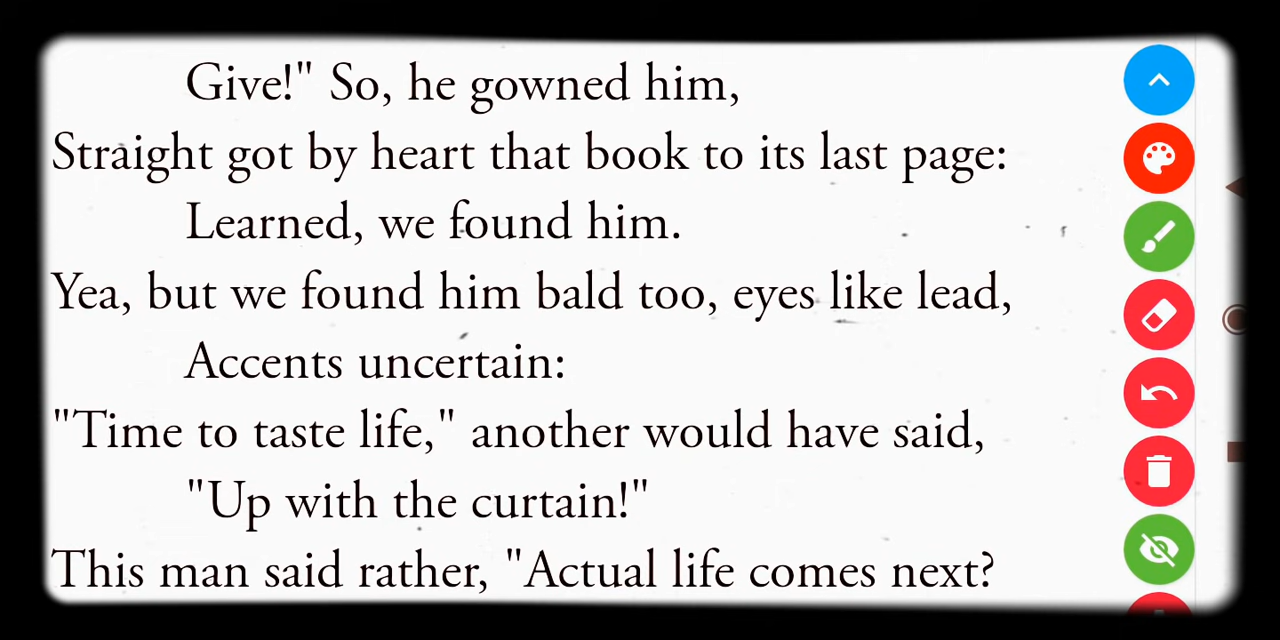 Give!" So, he gowned him,
Straight got by heart that book to its last page:
Learned, we found him.
Yea, but we found him bald too, eyes like lead,
Accents uncertain:
"Time to taste life," another would have said,
"Up with the curtain!"
This man said rather, "Actual life comes next?